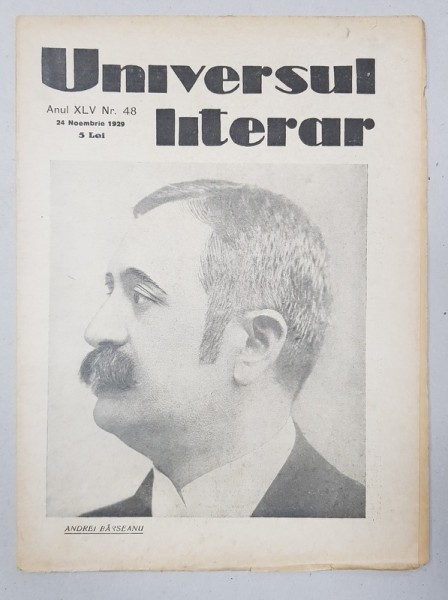 Universul
literar
Anul XLV Nr. 48
24 Noembrie 1929
5 Lei
ANDREI BÂRSEANU